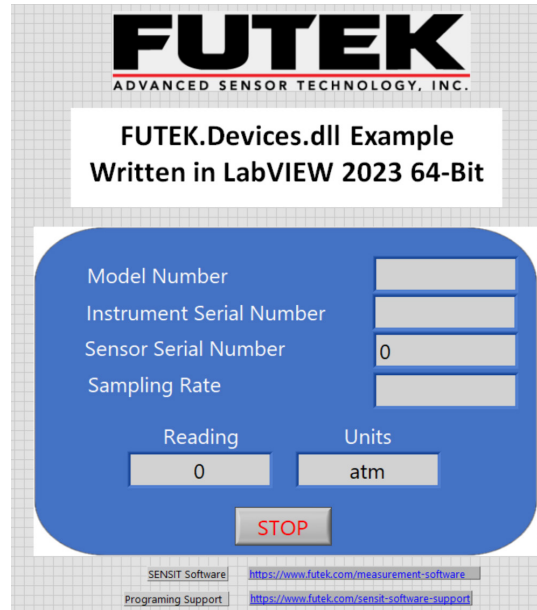 FUTEK
ADVANCED SENSOR TECHNOLOGY, INC.
FUTEK.Devices.dll Example
Written in LabVIEW 2023 64-Bit
Model Number
Instrument Serial Number
Sensor Serial Number 0
Sampling Rate
Reading Units
0 atm
STOP
SENSIT Software https://www.futek.com/measurement-software
Programing Support https://www.futek.com/sensit-software-support